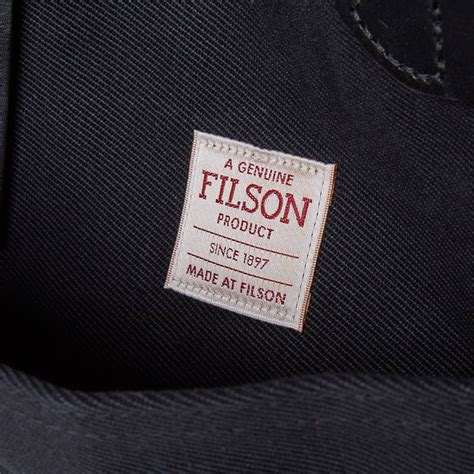 A GENUINE
FILSON
PRODUCT
SINCE 1897
MADE AT FILSON